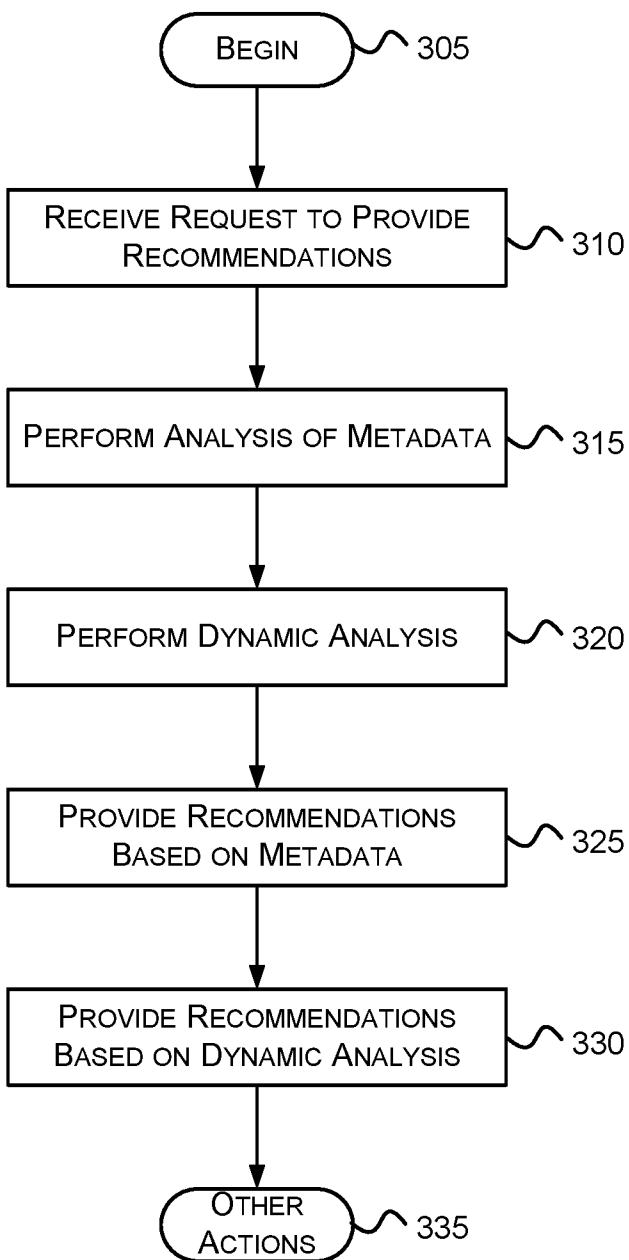 BEGIN
305
RECEIVE REQUEST TO PROVIDE
RECOMMENDATIONS
310
PERFORM ANALYSIS OF METADATA
315
PERFORM DYNAMIC ANALYSIS
320
PROVIDE RECOMMENDATIONS
BASED ON METADATA
325
PROVIDE RECOMMENDATIONS
BASED ON DYNAMIC ANALYSIS
330
OTHER
ACTIONS
335